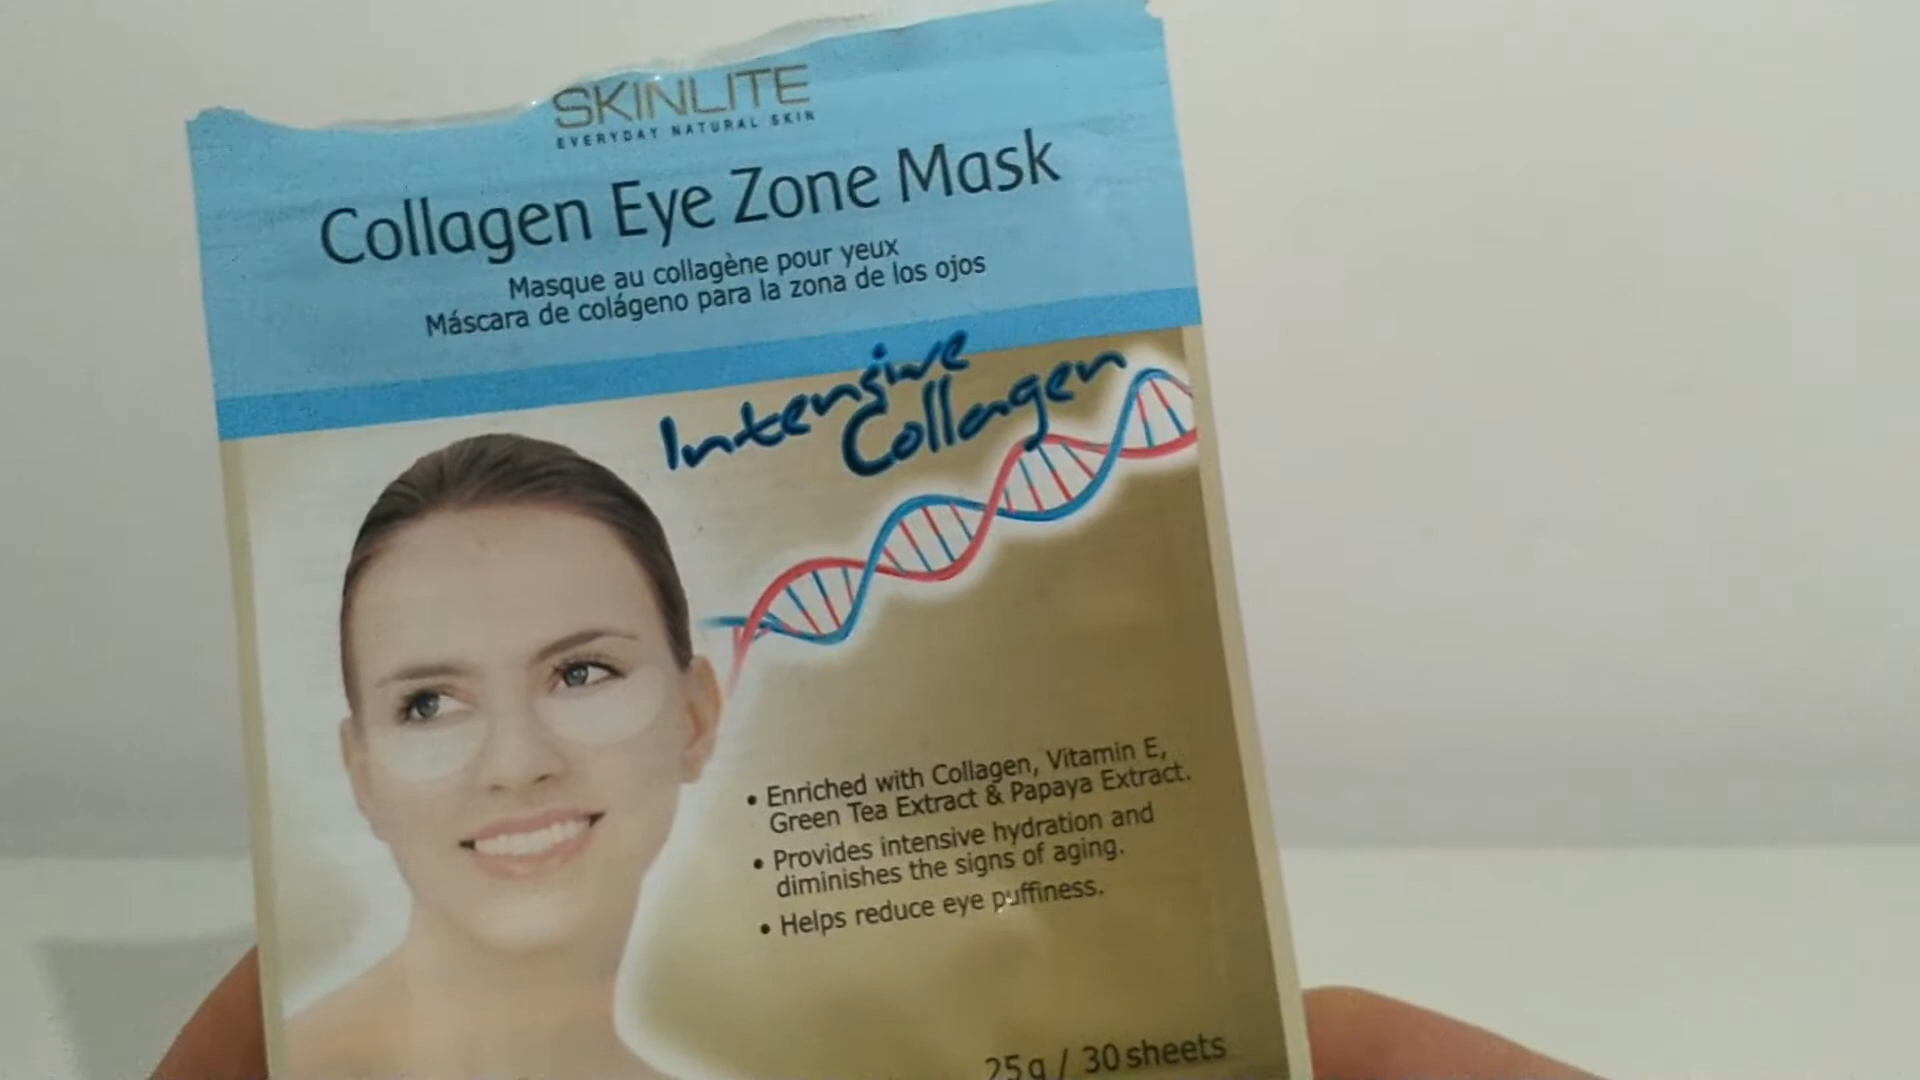 SKINLITE
EVERYDAY NATURAL SKIN
Collagen Eye Zone Mask
Masque au collagène pour yeux
Máscara de colágeno para la zona de los ojos
Intensive
Collagen
• Enriched with Collagen, Vitamin E,
Green Tea Extract & Papaya Extract.
• Provides intensive hydration and
diminishes the signs of aging.
• Helps reduce eye puffiness.
25g / 30 sheets